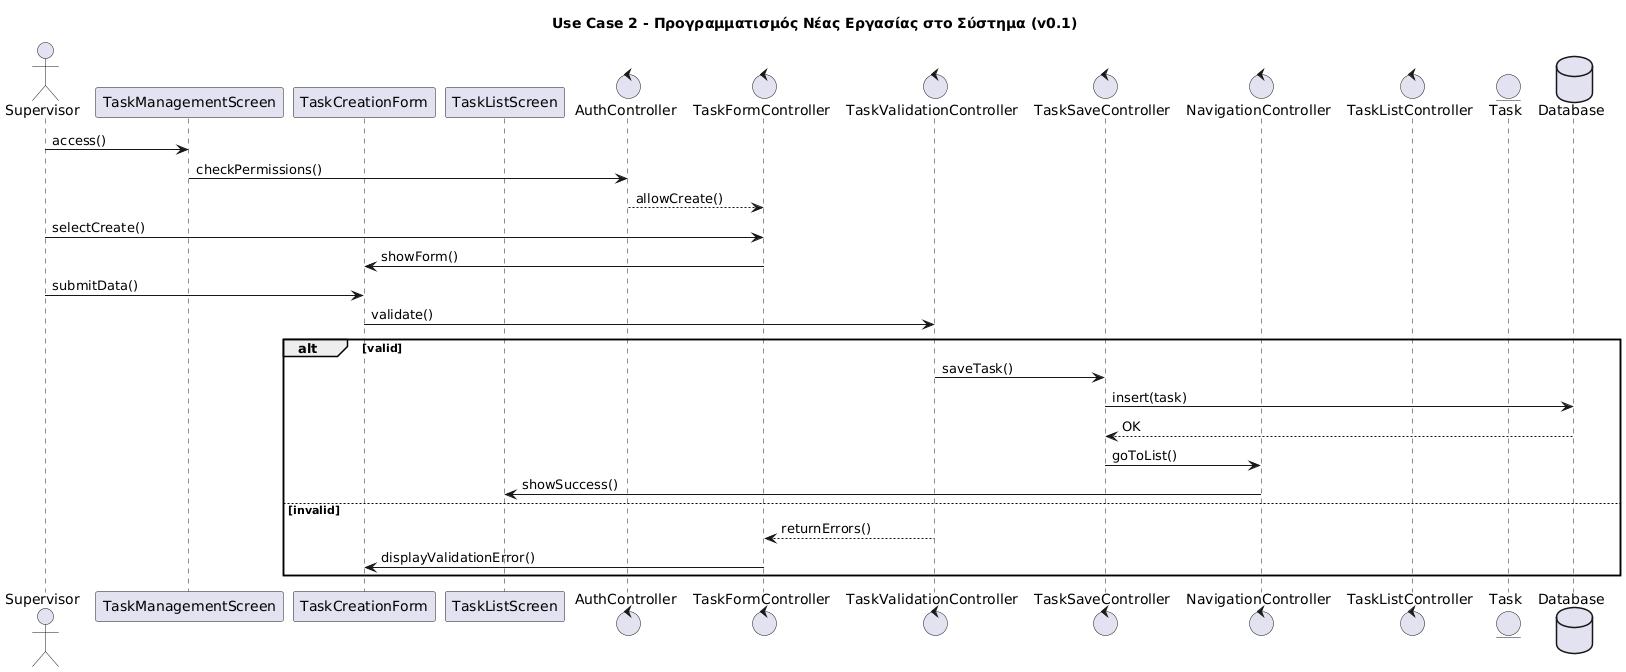 Use Case 2 - Προγραμματισμός Νέας Εργασίας στο Σύστημα (v0.1)
Supervisor
TaskManagementScreen
TaskCreationForm
TaskListScreen
AuthController
TaskFormController
TaskValidationController
TaskSaveController
NavigationController
TaskListController
Task
Database
access()
checkPermissions()
allowCreate()
selectCreate()
showForm()
submitData()
validate()
alt [valid]
saveTask()
insert(task)
OK
goToList()
showSuccess()
[invalid]
returnErrors()
displayValidationError()
Supervisor
TaskManagementScreen
TaskCreationForm
TaskListScreen
AuthController
TaskFormController
TaskValidationController
TaskSaveController
NavigationController
TaskListController
Task
Database